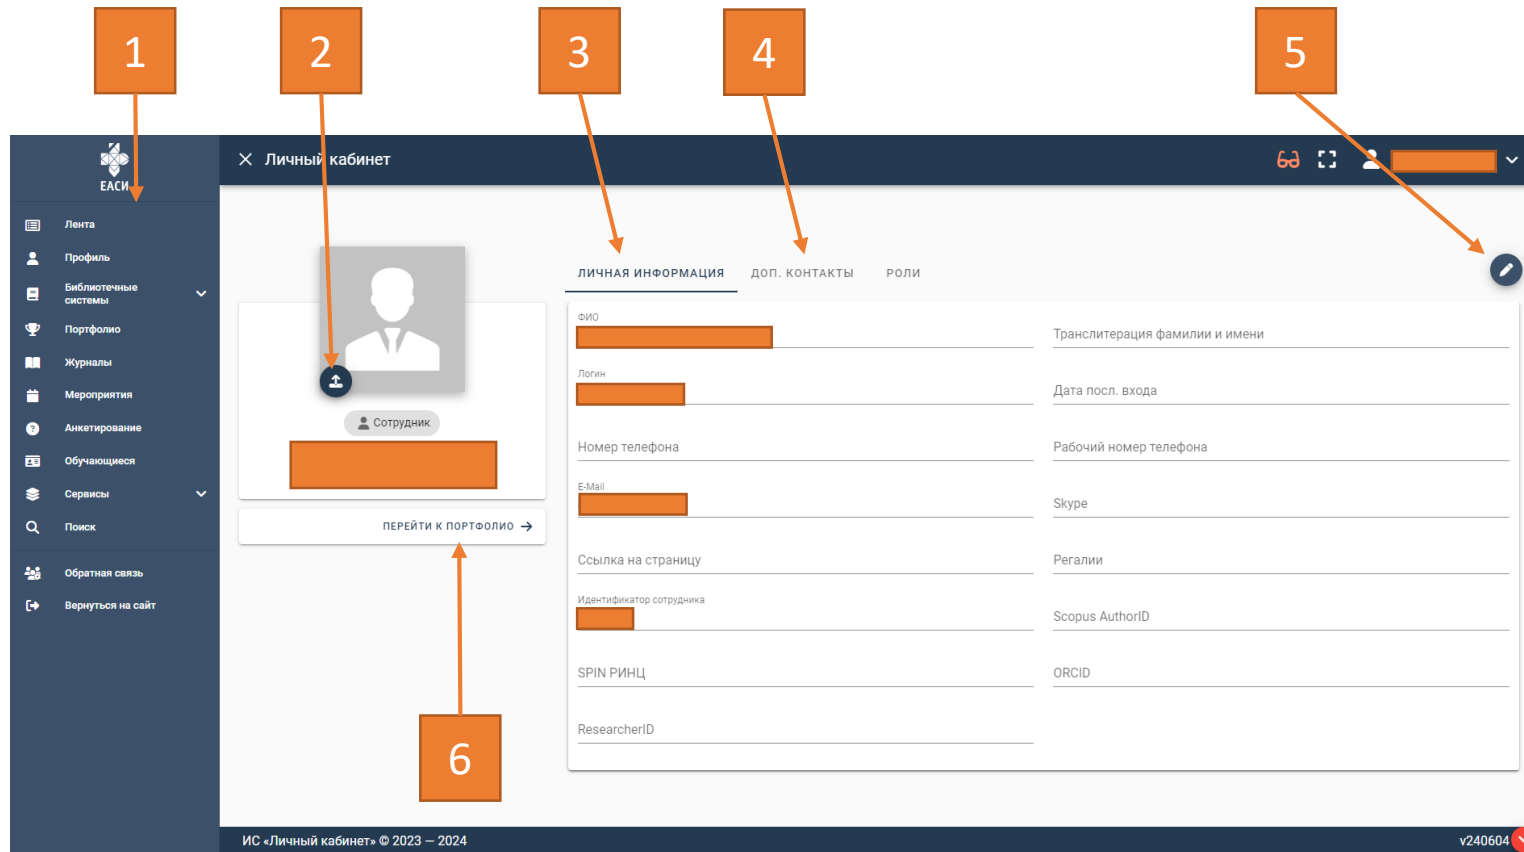 1
2
3
4
5
ЕАСИ
Личный кабинет
Лента
Профиль
Библиотечные
системы
Портфолио
Журналы
Мероприятия
Анкетирование
Обучающиеся
Сервисы
Поиск
Обратная связь
Вернуться на сайт
Сотрудник
ПЕРЕЙТИ К ПОРТФОЛИО
6
ЛИЧНАЯ ИНФОРМАЦИЯ ДОП. КОНТАКТЫ РОЛИ
ФИО
Транслитерация фамилии и имени
Логин
Дата посл. входа
Номер телефона
Рабочий номер телефона
E-Mail
Skype
Ссылка на страницу
Регалии
Идентификатор сотрудника
Scopus AuthorID
SPIN РИНЦ
ORCID
ResearcherID
ИС «Личный кабинет» © 2023 — 2024
v240604